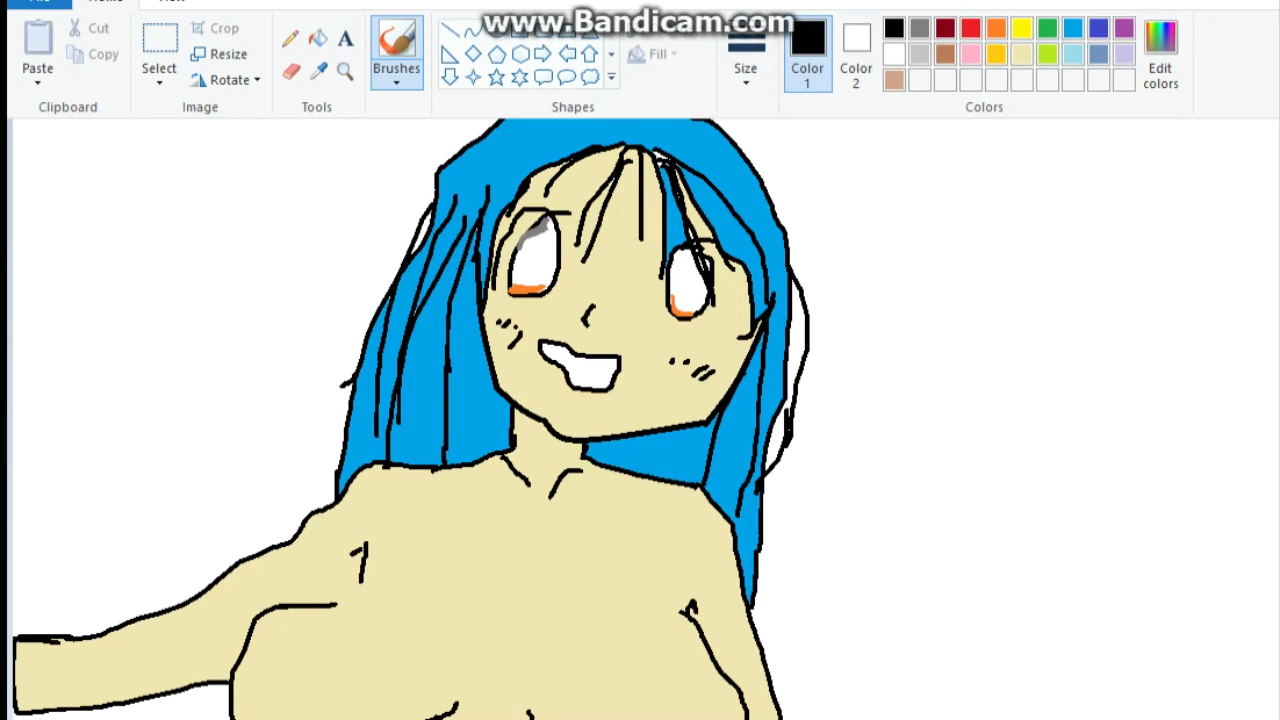 www.Bandicam.com
Cut
Crop
Copy
Resize
Paste
Select
Rotate
Brushes
Fill
Size
Color 1
Color 2
Edit colors
Clipboard
Image
Tools
Shapes
Colors